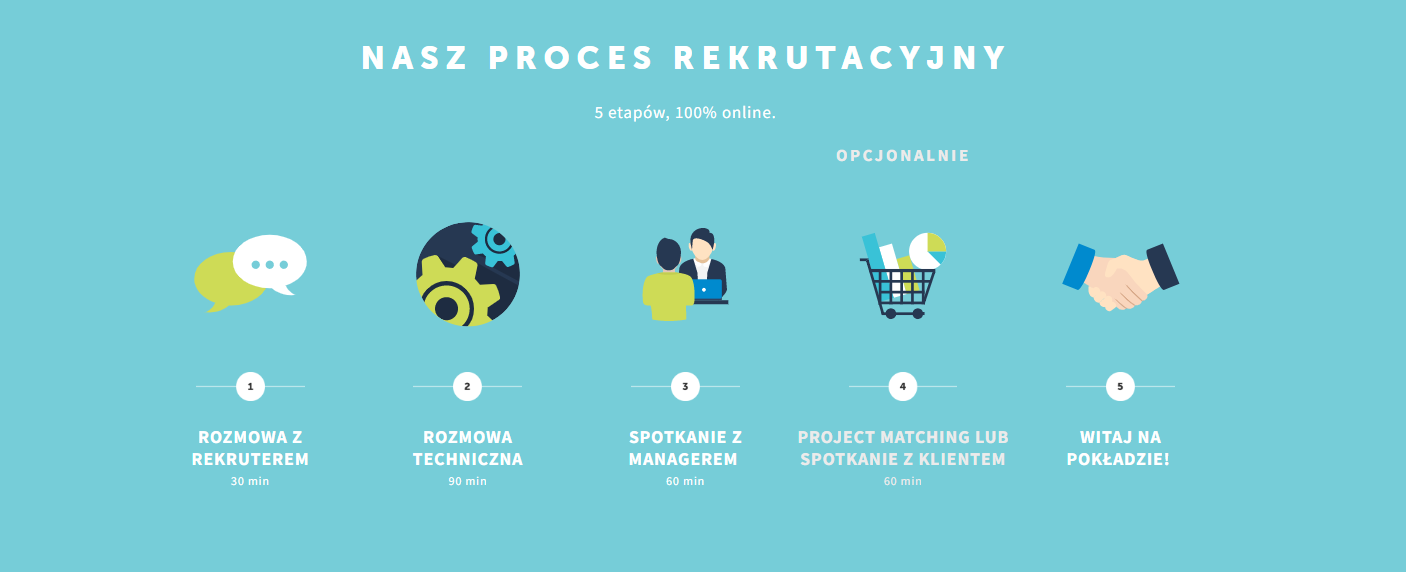 NASZ PROCES REKRUTACYJNY
5 etapów, 100% online.
OPCJONALNIE
1
ROZMOWA Z
REKRUTEREM
30 min
2
ROZMOWA
TECHNICZNA
90 min
3
SPOTKANIE Z
MANAGEREM
60 min
4
PROJECT MATCHING LUB
SPOTKANIE Z KLIENTEM
60 min
5
WITAJ NA
POKŁADZIE!